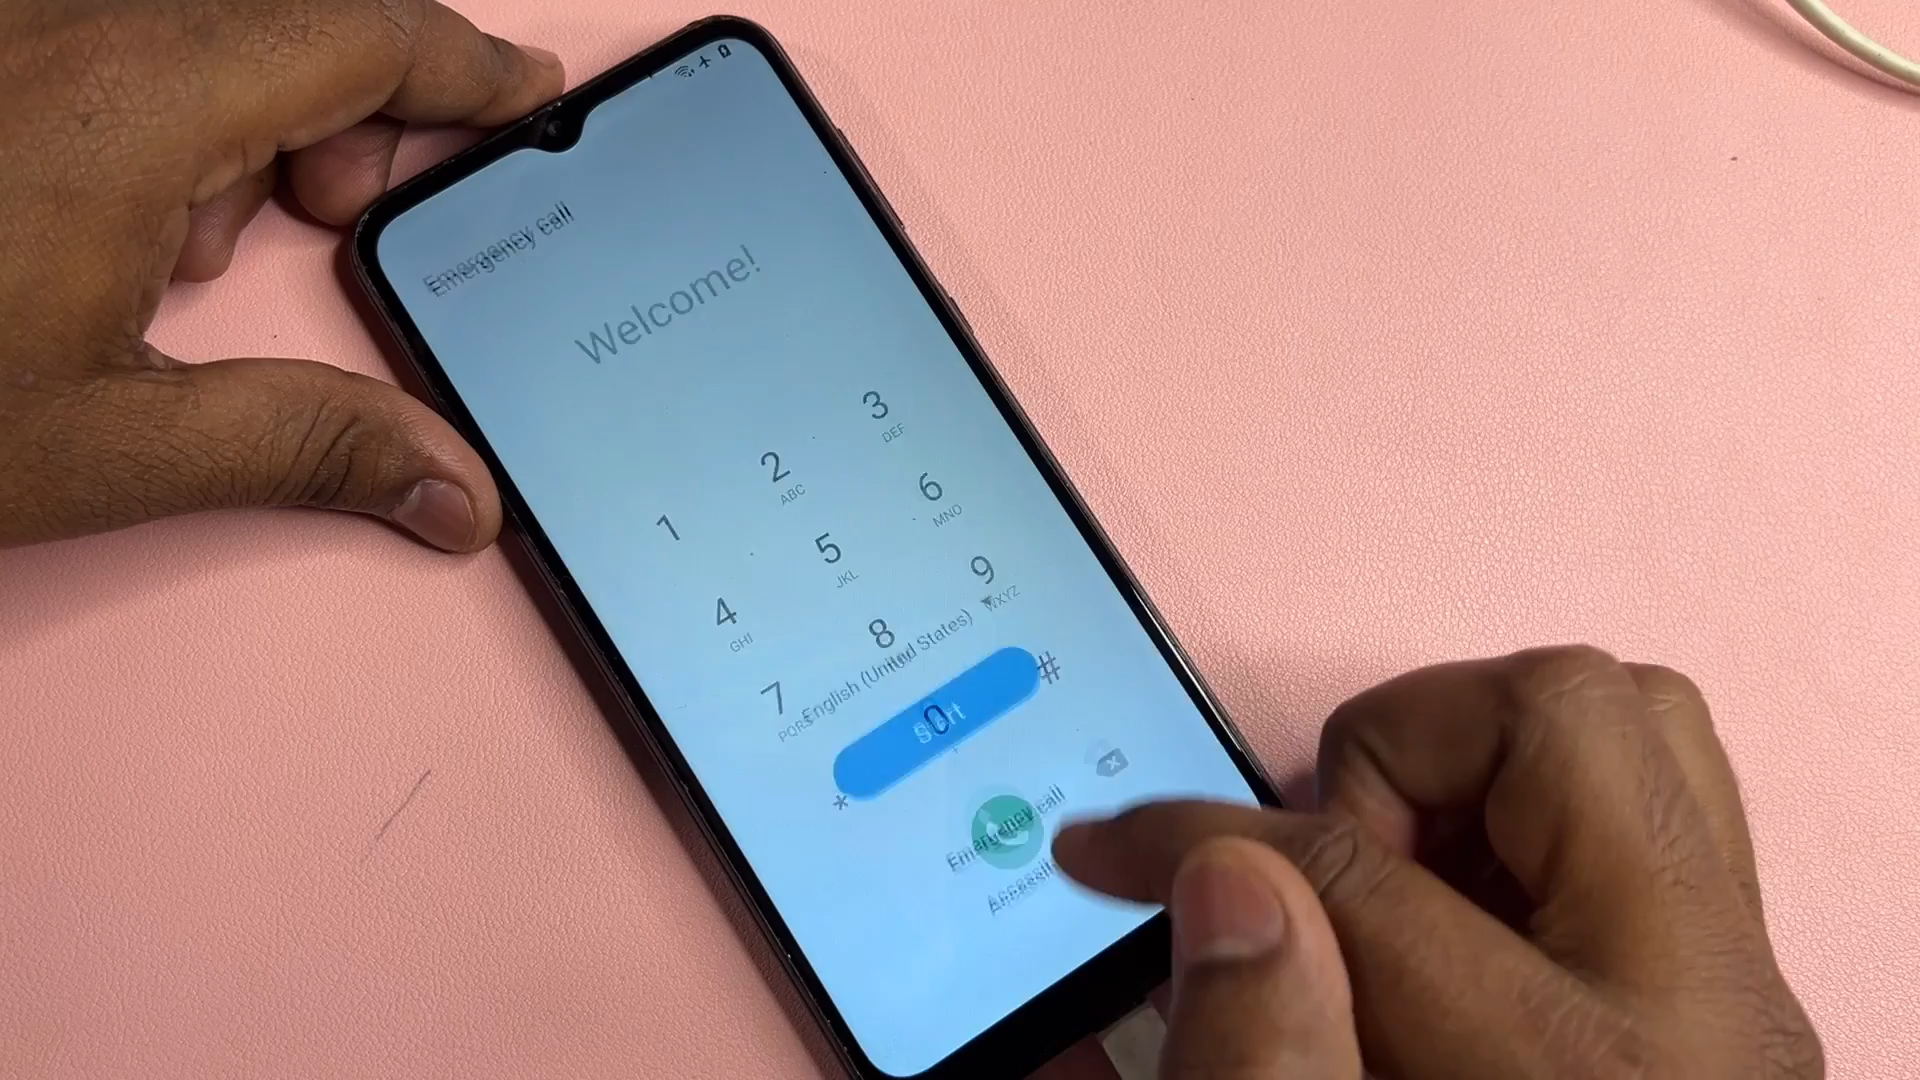 Emergency call
Welcome!
1
2
ABC
3
DEF
4
GHI
5
JKL
6
MNO
7
PQRS
8
9
WXYZ
English (United States)
*
0
+
#
Start
Emergency call